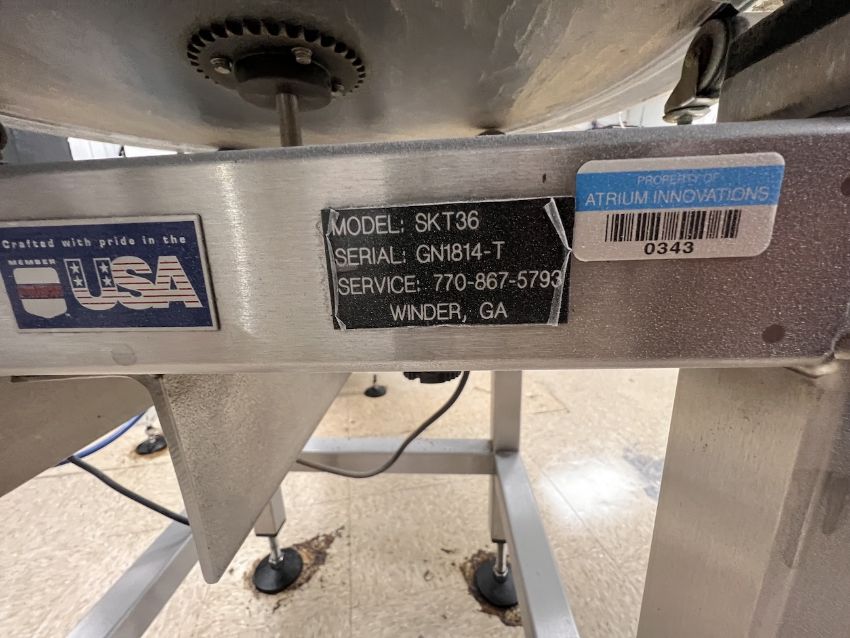 Crafted with pride in the
MEMBER
USA
MODEL: SKT36
SERIAL: GN1814-T
SERVICE: 770-867-5793
WINDER, GA
PROPERTY OF
ATRIUM INNOVATIONS
0343